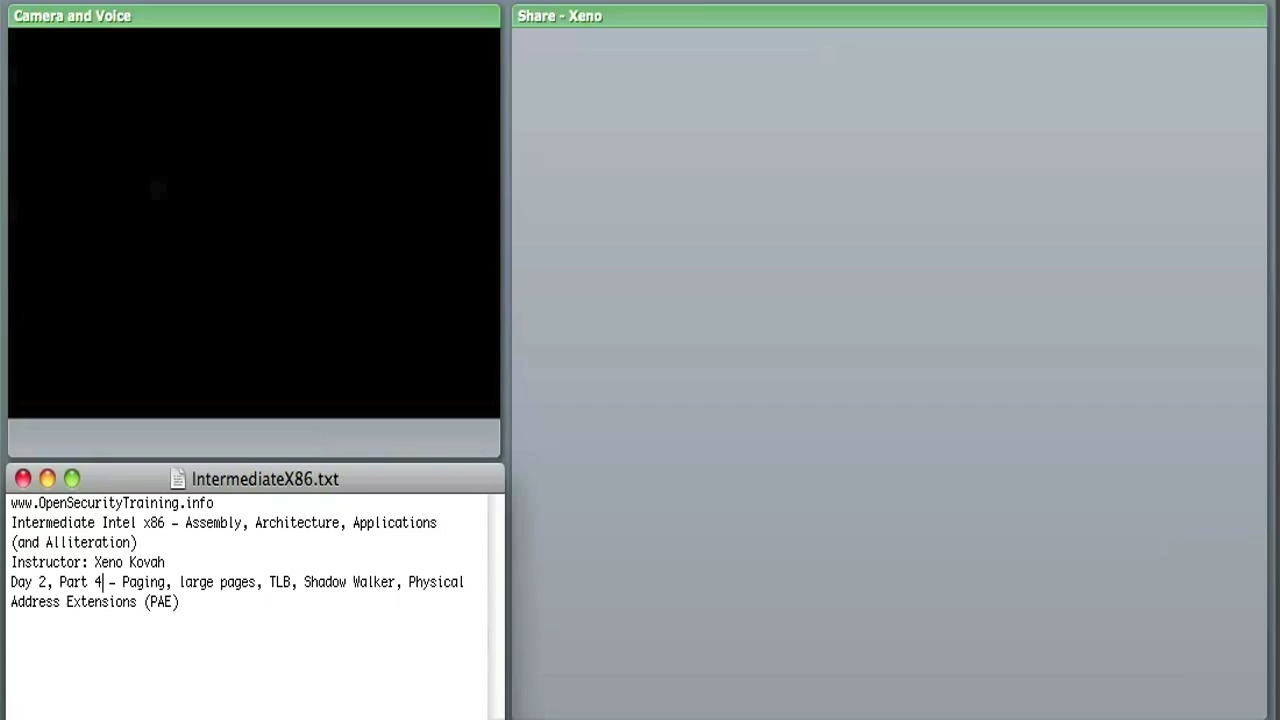 Camera and Voice
Share - Xeno
IntermediateX86.txt
www.OpenSecurityTraining.info
Intermediate Intel x86 – Assembly, Architecture, Applications
(and Alliteration)
Instructor: Xeno Kovah
Day 2, Part 4 – Paging, large pages, TLB, Shadow Walker, Physical
Address Extensions (PAE)